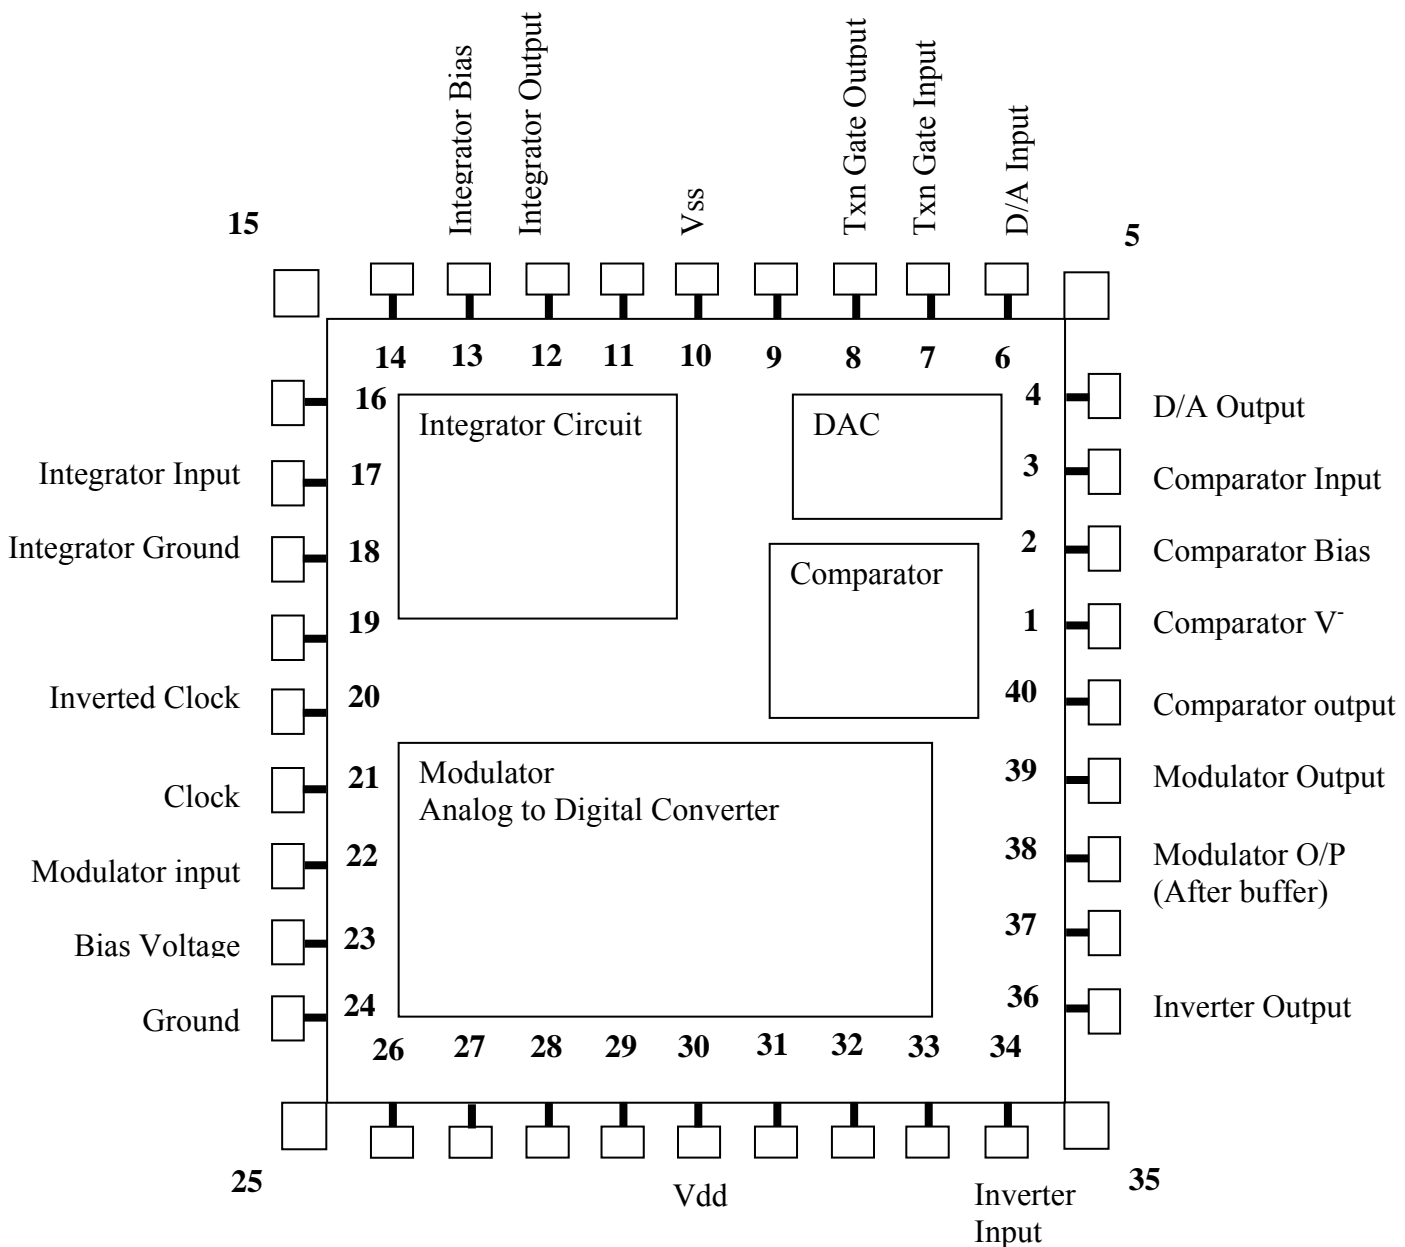 Integrator Bias
Integrator Output
Vss
Txn Gate Output
Txn Gate Input
D/A Input
15
5
14 13 12 11 10 9 8 7 6
16
Integrator Circuit
DAC
4
D/A Output
Integrator Input
17
3
Comparator Input
Integrator Ground
18
2
Comparator Bias
Comparator
19
1
Comparator V-
Inverted Clock
20
40
Comparator output
Clock
21
Modulator
Analog to Digital Converter
39
Modulator Output
Modulator input
22
38
Modulator O/P
(After buffer)
Bias Voltage
23
37
Ground
24
36
Inverter Output
26 27 28 29 30 31 32 33 34
25
35
Vdd
Inverter
Input